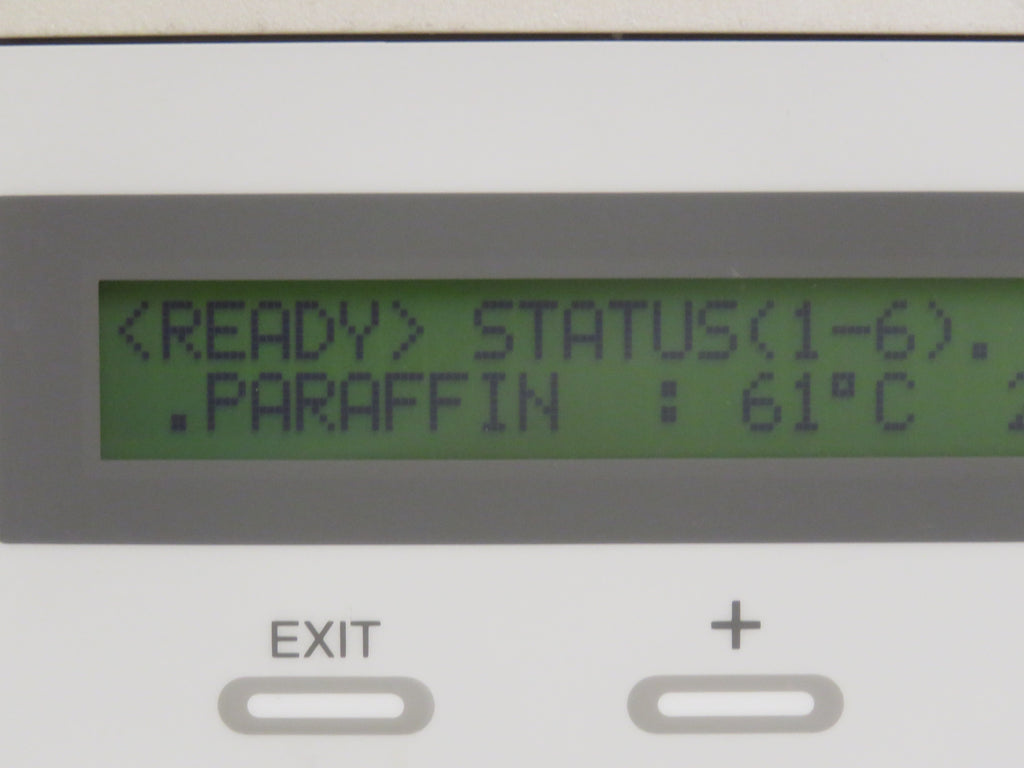 <READY> STATUS(1-6).
.PARAFFIN : 61°C
EXIT
+